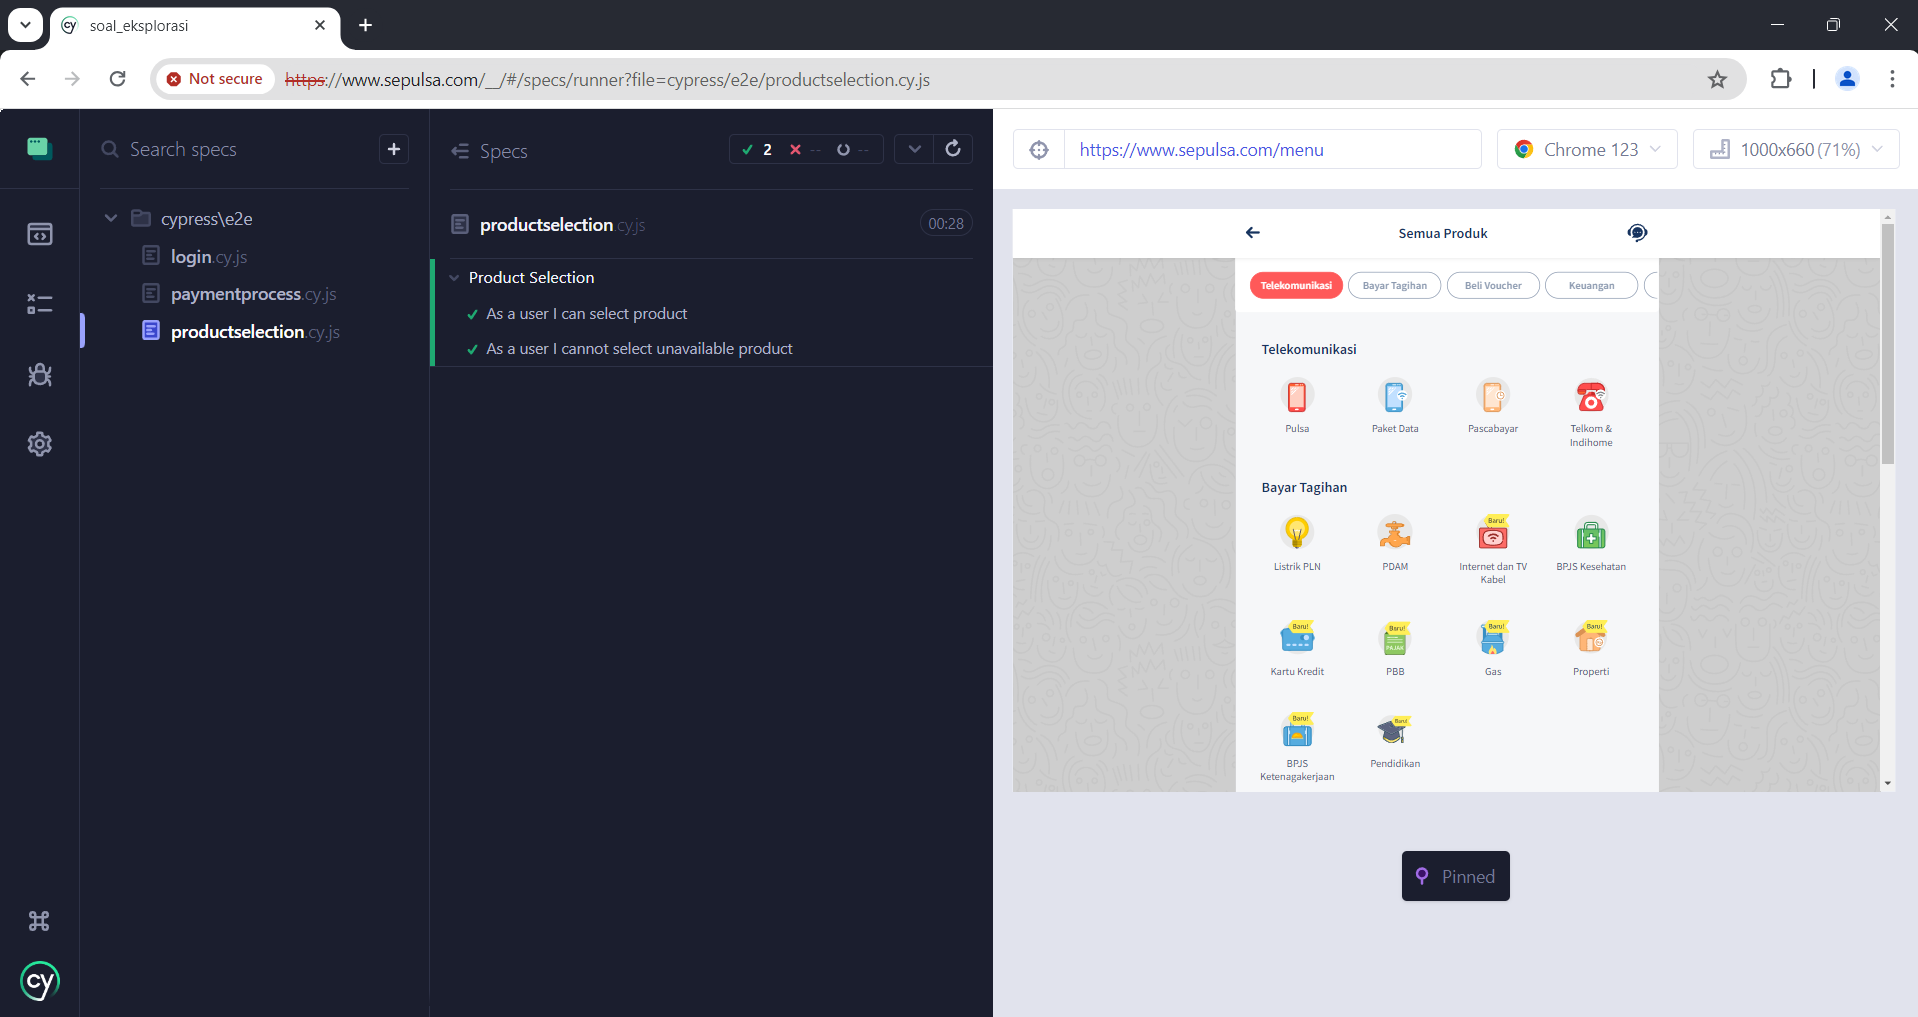 soal_eksplorasi
Not secure https://www.sepulsa.com/__/#/specs/runner?file=cypress/e2e/productselection.cy.js
Search specs
cypress\e2e
login.cy.js
paymentprocess.cy.js
productselection.cy.js
Specs
2 -- --
productselection.cy.js 00:28
Product Selection
As a user I can select product
As a user I cannot select unavailable product
https://www.sepulsa.com/menu Chrome 123 1000x660 (71%)
Semua Produk
Telekomunikasi Bayar Tagihan Beli Voucher Keuangan
Telekomunikasi
Pulsa Paket Data Pascabayar Telkom &
Indihome
Bayar Tagihan
Baru!
Listrik PLN PDAM Internet dan TV BPJS Kesehatan
Kabel
Baru! Baru! Baru! Baru!
PAJAK
Kartu Kredit PBB Gas Properti
Baru! Baru!
BPJS Pendidikan
Ketenagakerjaan
Pinned
cy